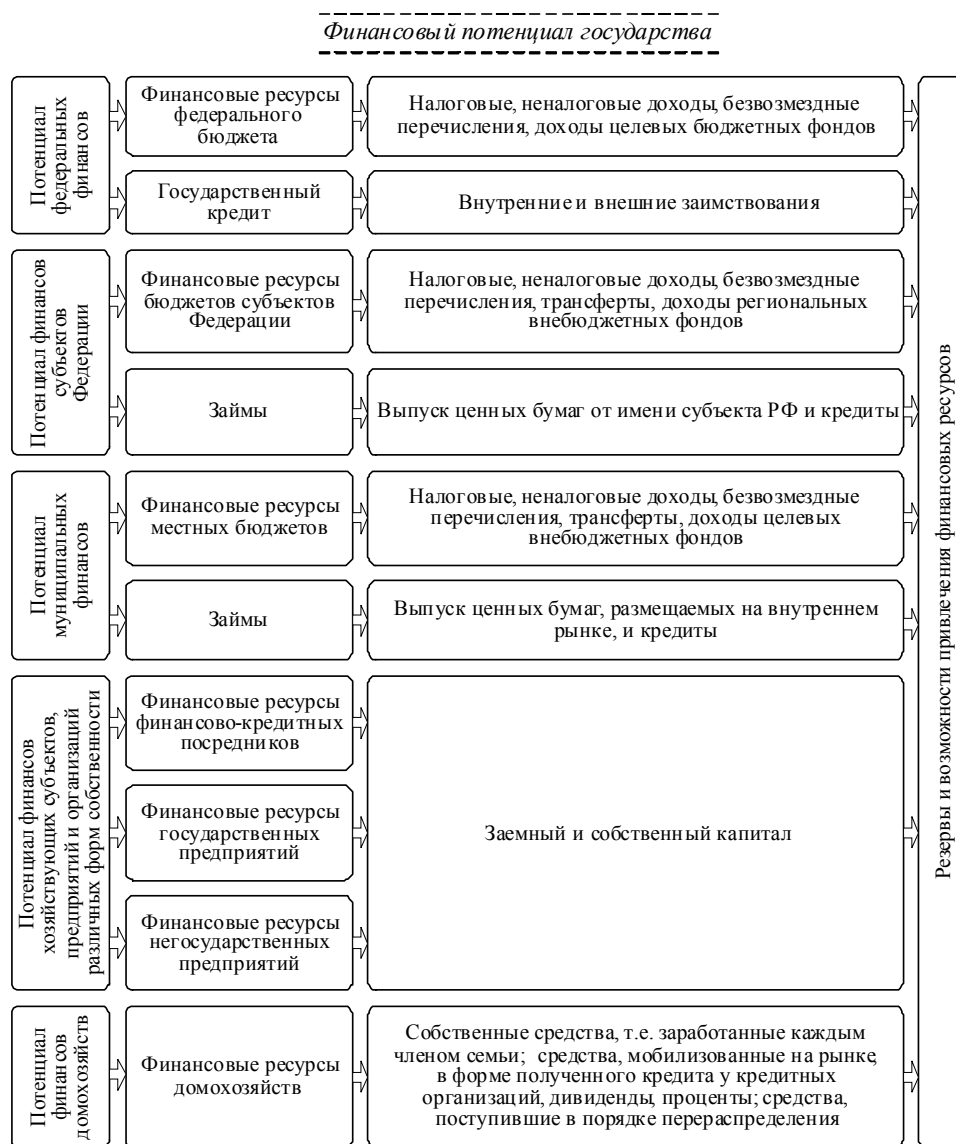 Финансовый потенциал государства
Потенциал
федеральных
финансов
Финансовые ресурсы
федерального
бюджета
Налоговые, неналоговые доходы, безвозмездные
перечисления, доходы целевых бюджетных фондов
Государственный
кредит
Внутренние и внешние заимствования
Потенциал финансов
субъектов
Федерации
Финансовые ресурсы
бюджетов субъектов
Федерации
Налоговые, неналоговые доходы, безвозмездные
перечисления, трансферты, доходы региональных
внебюджетных фондов
Займы
Выпуск ценных бумаг от имени субъекта РФ и кредиты
Потенциал
муниципальных
финансов
Финансовые ресурсы
местных бюджетов
Налоговые, неналоговые доходы, безвозмездные
перечисления, трансферты, доходы целевых
внебюджетных фондов
Займы
Выпуск ценных бумаг, размещаемых на внутреннем
рынке, и кредиты
Потенциал финансов
хозяйствующих субъектов,
предприятий и организаций
различных форм собственности
Финансовые ресурсы
финансово-кредитных
посредников
Финансовые ресурсы
государственных
предприятий
Финансовые ресурсы
негосударственных
предприятий
Заемный и собственный капитал
Потенциал
финансов
домохозяйств
Финансовые ресурсы
домохозяйств
Собственные средства, т.е. заработанные каждым
членом семьи; средства, мобилизованные на рынке,
в форме полученного кредита у кредитных
организаций, дивиденды, проценты; средства,
поступившие в порядке перераспределения
Резервы и возможности привлечения финансовых ресурсов